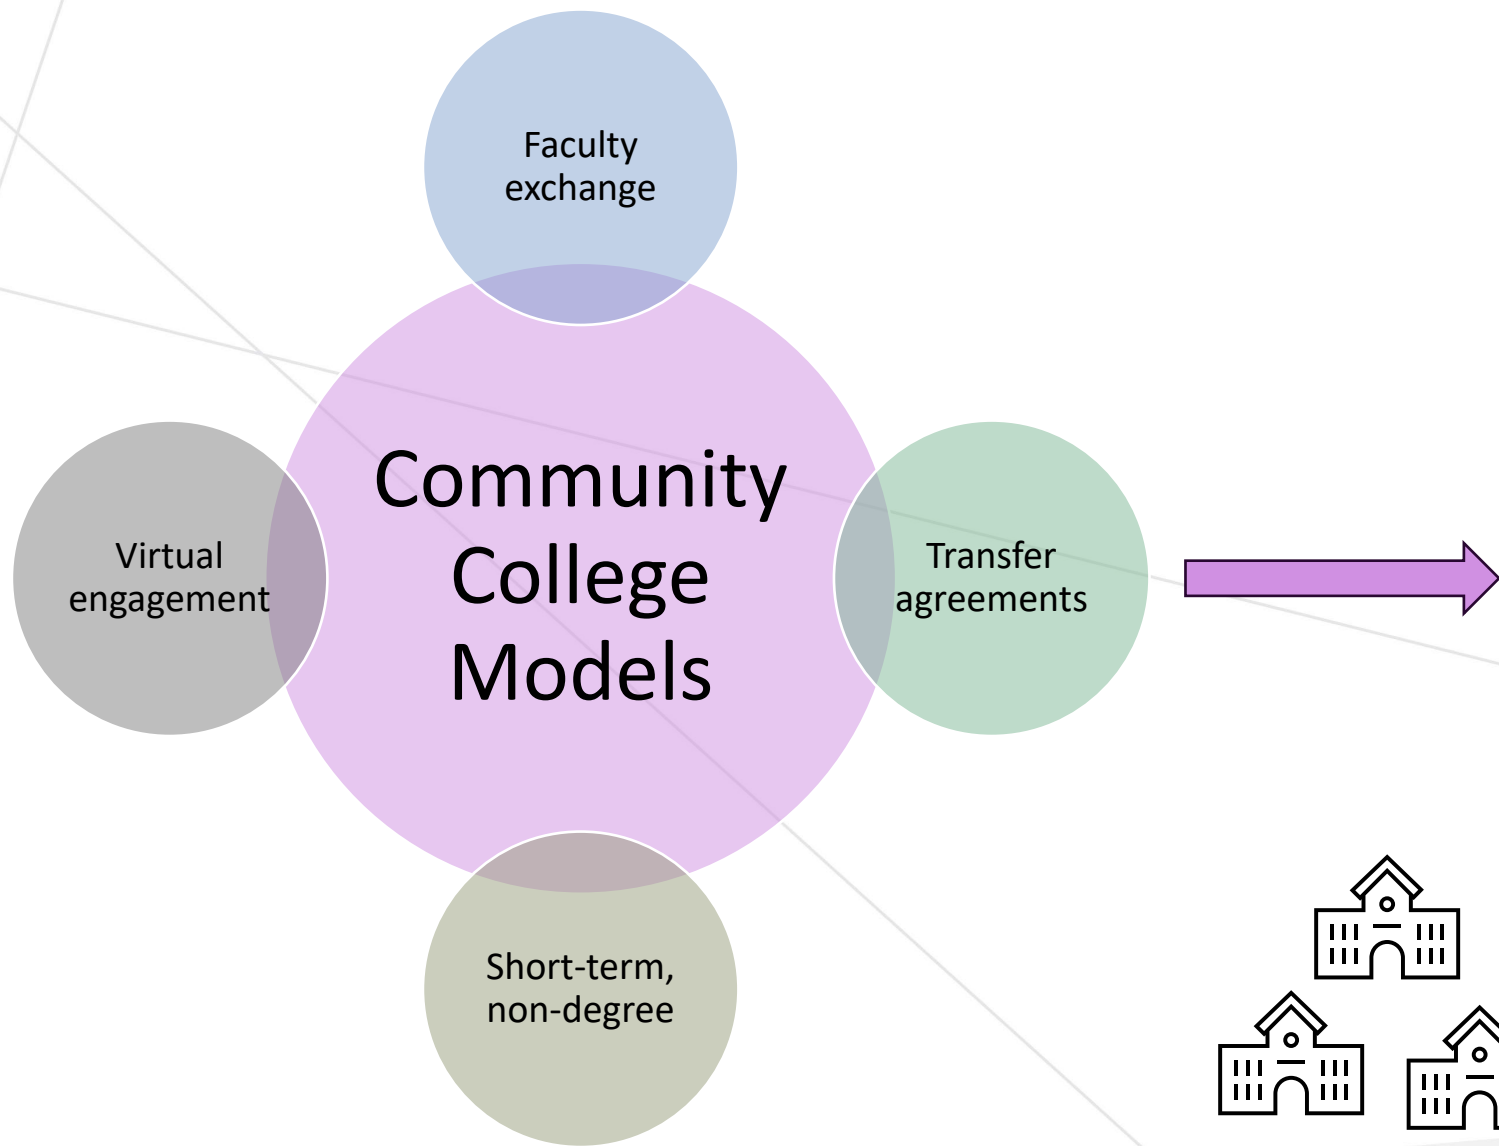 Faculty
exchange
Community
College
Models
Virtual
engagement
Transfer
agreements
Short-term,
non-degree